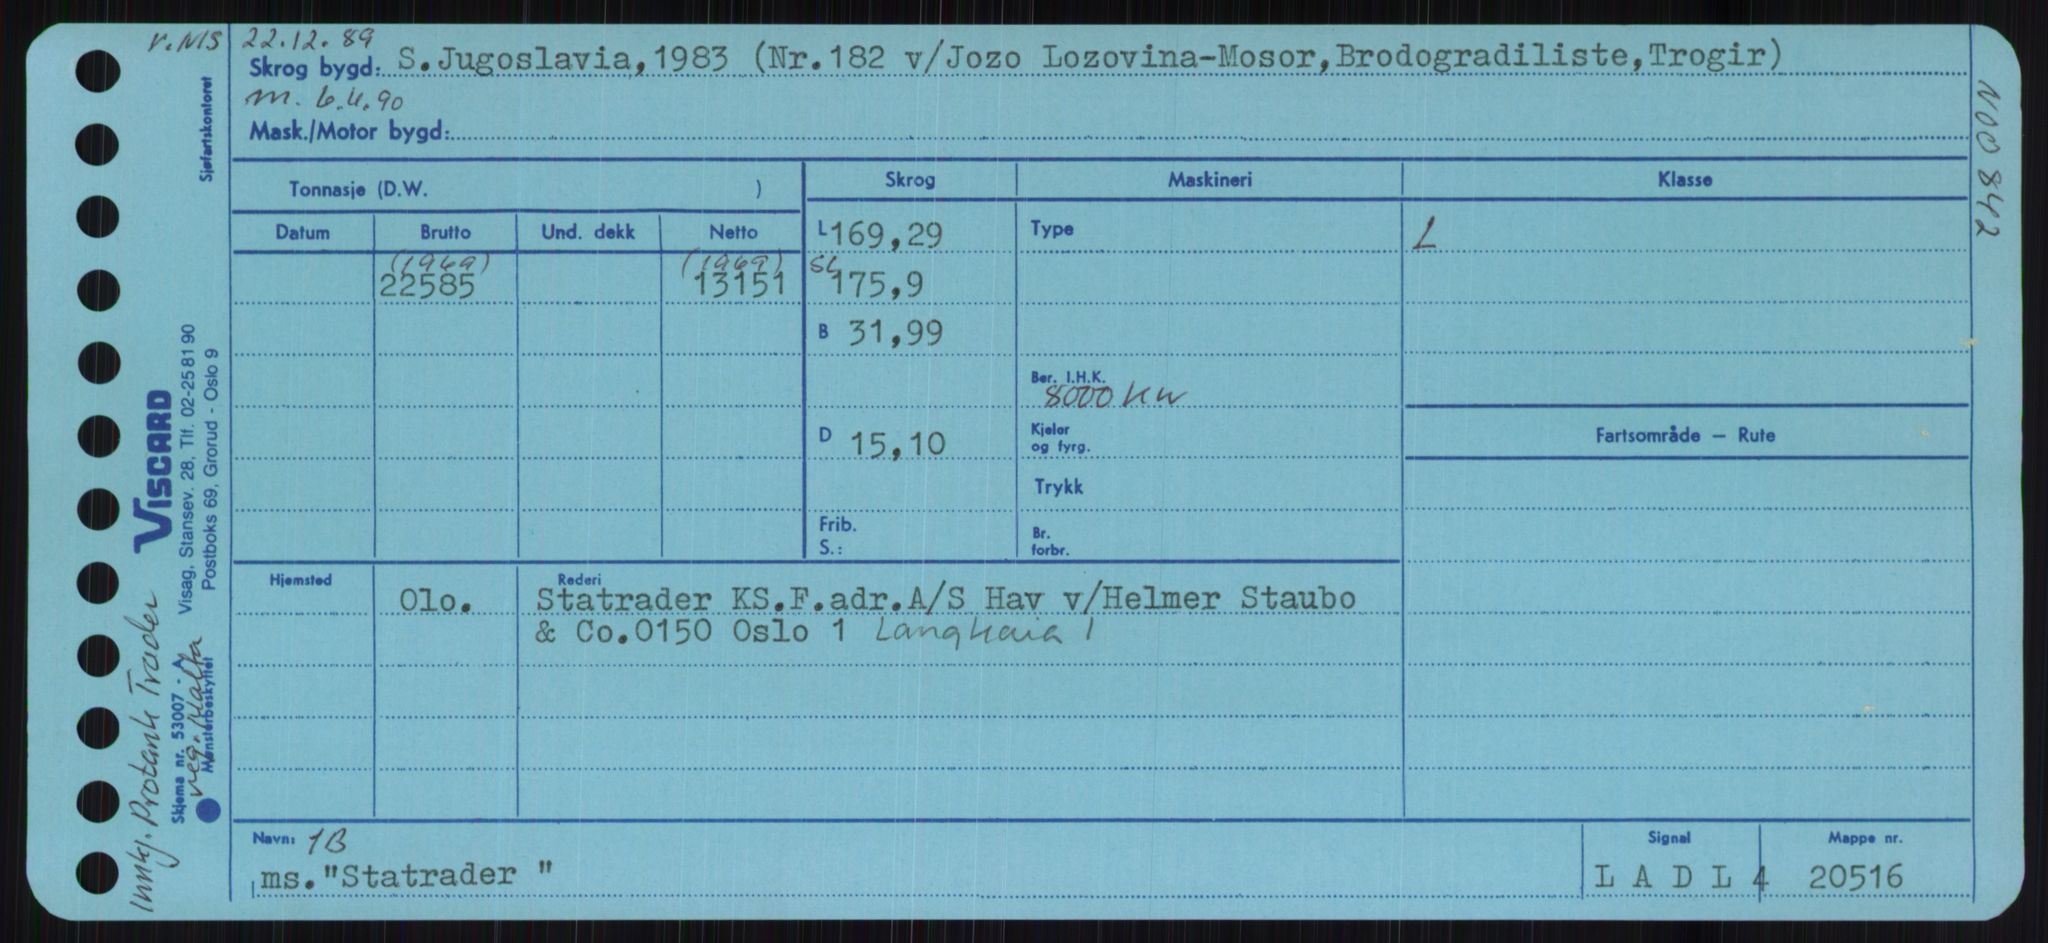 r.NIS 22.12.89
Skrog bygd: S.Jugoslavia,1983 (Nr.182 v/Jozo Lozovina-Mosor,Brodogradiliste,Trogir)
m. 6.4.90
Mask./Motor bygd:
Sjøfartskontoret
N00842
Tonnasje (D.W. )
Skrog
Maskineri
Klasse
Datum
Brutto
Und. dekk
Netto
L 169,29
Type
L
(1969)
(1969)
22585
13151
SL 175,9
B 31,99
Ber. I.H.K.
8000 KW
D 15,10
Kjeler
og fyrg.
Fartsområde – Rute
Trykk
Frib.
S.:
Br.
forbr.
Hjemsted
Olo.
Rederi
Statrader KS.F.adr.A/S Hav v/Helmer Staubo
& Co.0150 Oslo 1 Langkaia 1
VISCARD
Visag, Stansev. 28, Tlf. 02-25 81 90
Postboks 69, Grorud - Oslo 9
Skjema nr. 53007 - A
Mønsterbeskyttet
Innkj. Protank Trader
reg. Malta
Navn: 1B
ms."Statrader "
Signal
L A D L 4
Mappe nr.
20516